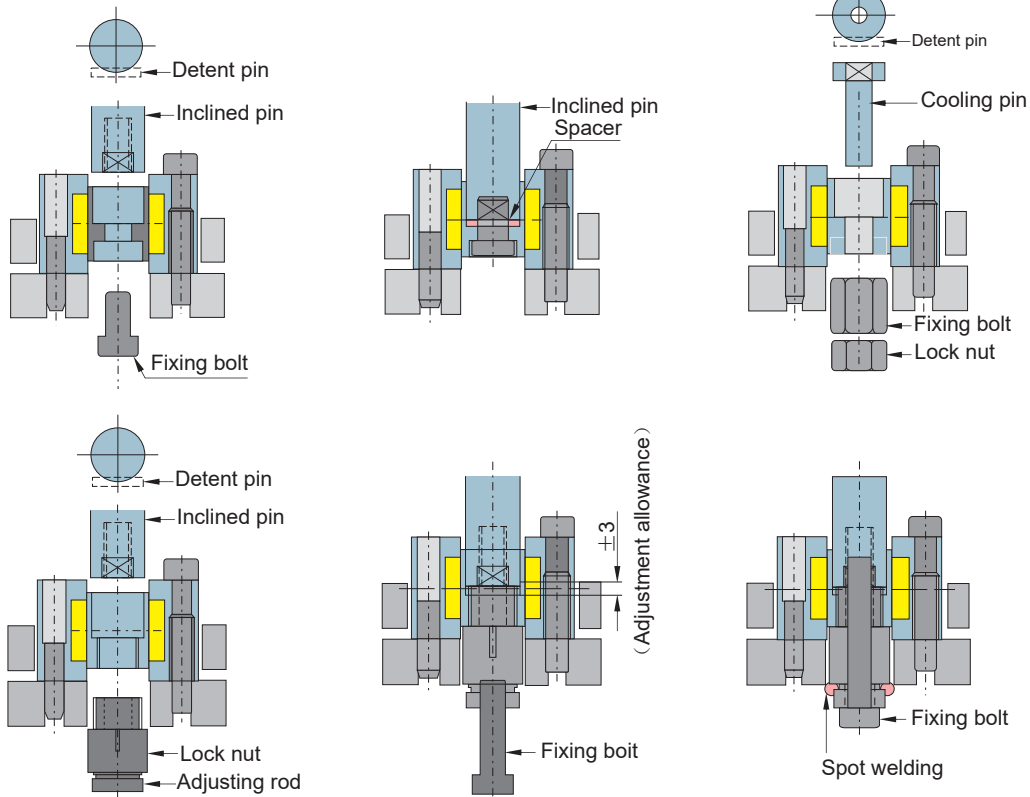 Detent pin
Inclined pin
Fixing bolt
Inclined pin
Spacer
Detent pin
Cooling pin
Fixing bolt
Lock nut
Detent pin
Inclined pin
Lock nut
Adjusting rod
±3
（Adjustment allowance）
Fixing boit
Fixing bolt
Spot welding